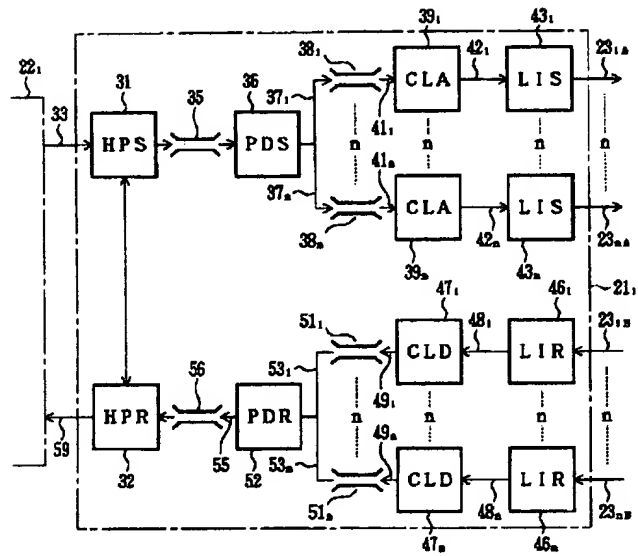 39₁ 43₁
22₁ 38₁ 42₁ 23₁A
31 35 36 37₁
33 HPS PDS 41₁ CLA LIS
n n n n
41n
37n CLA LIS
38n 42n 23nA
39n 43n
21₁
47₁ 46₁
51₁ 48₁ 23₁B
53₁ CLD LIR
56 49₁
HPR PDR n n n n
59 32 55 52 53n 49n
CLD LIR
51n 48n 23nB
47n 46n